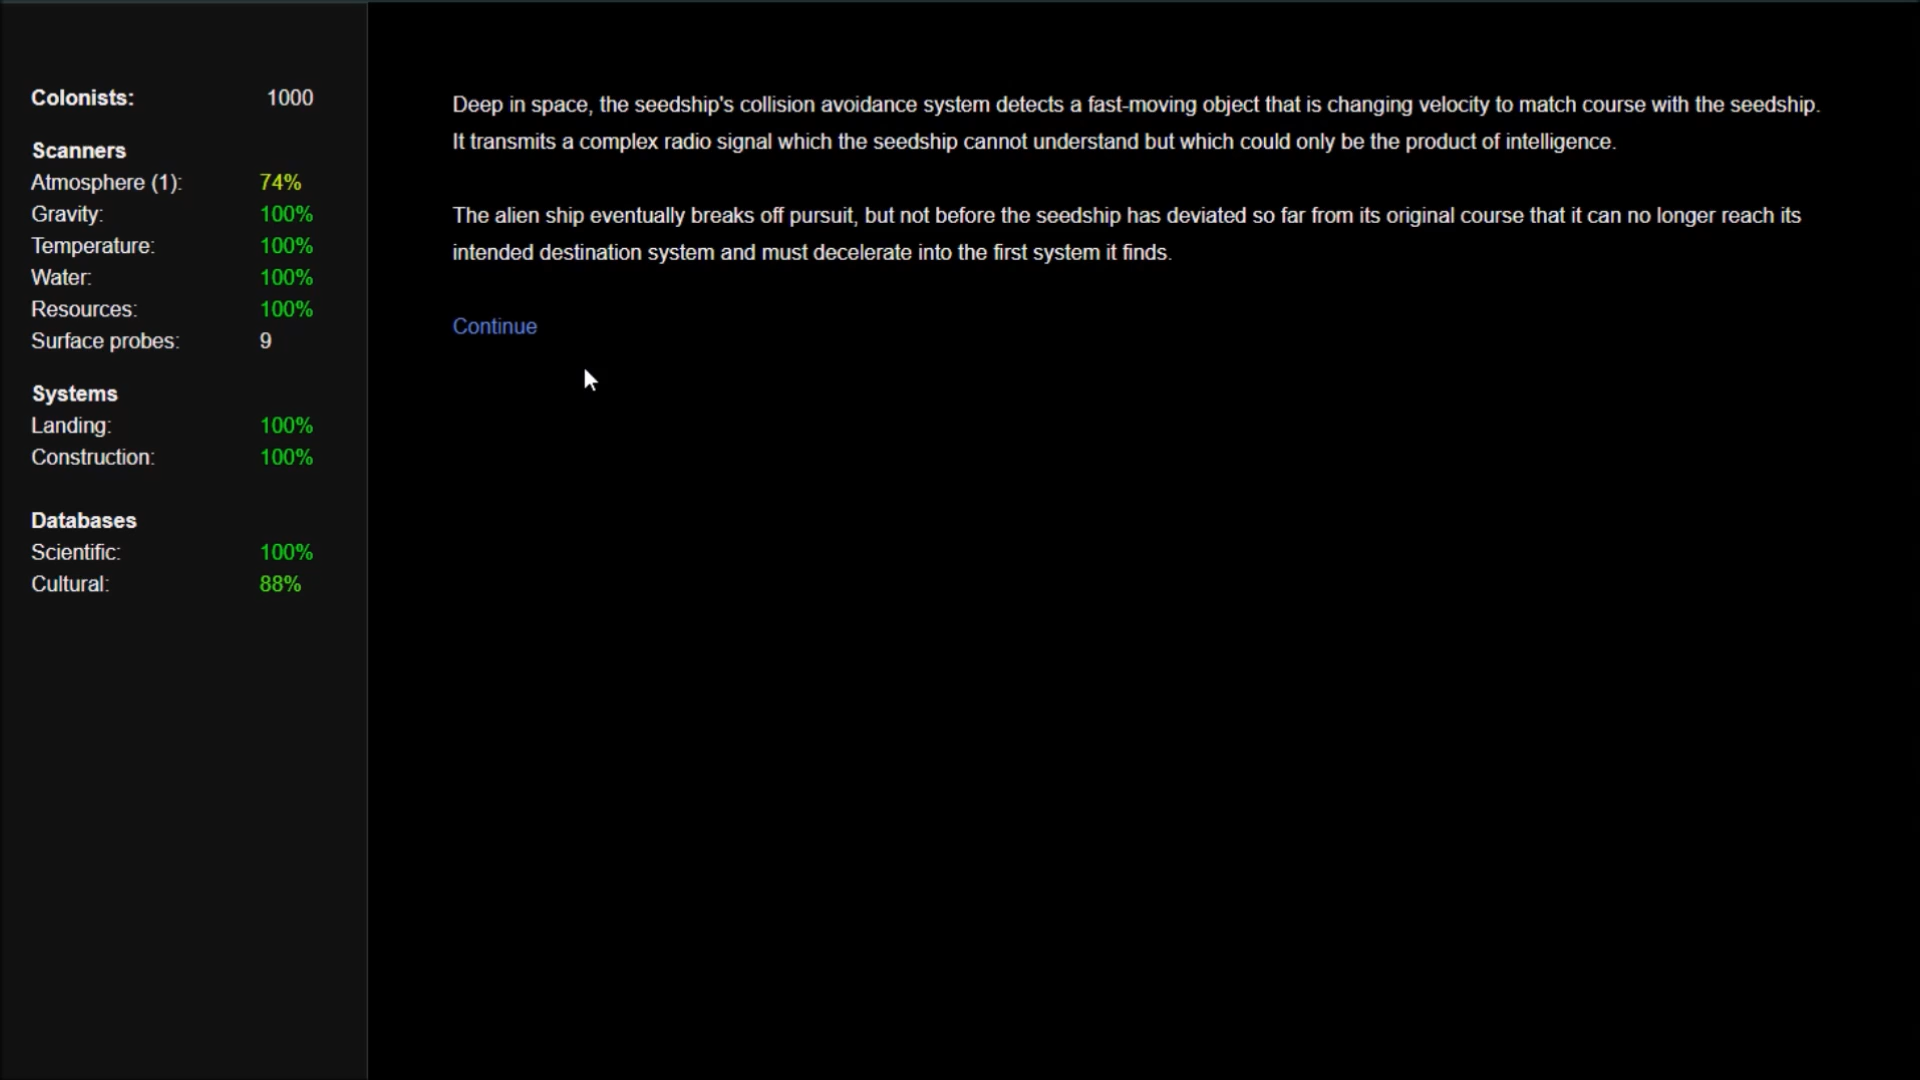 Colonists: 1000
Scanners
Atmosphere (1): 74%
Gravity: 100%
Temperature: 100%
Water: 100%
Resources: 100%
Surface probes: 9
Systems
Landing: 100%
Construction: 100%
Databases
Scientific: 100%
Cultural: 88%
Deep in space, the seedship's collision avoidance system detects a fast-moving object that is changing velocity to match course with the seedship.
It transmits a complex radio signal which the seedship cannot understand but which could only be the product of intelligence.
The alien ship eventually breaks off pursuit, but not before the seedship has deviated so far from its original course that it can no longer reach its
intended destination system and must decelerate into the first system it finds.
Continue